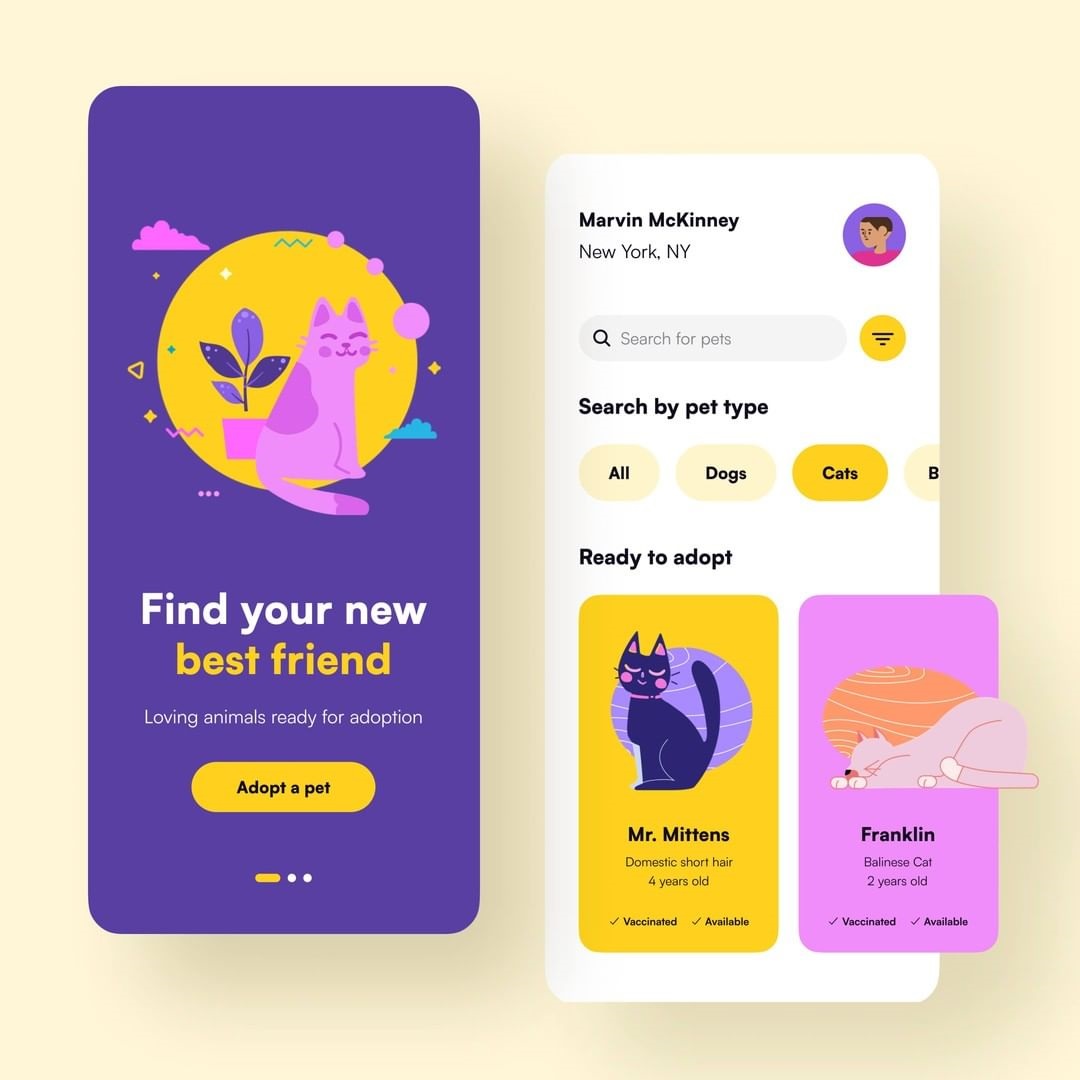 Find your new
best friend
Loving animals ready for adoption
Adopt a pet
Marvin McKinney
New York, NY
Search for pets
Search by pet type
All
Dogs
Cats
B
Ready to adopt
Mr. Mittens
Domestic short hair
4 years old
Vaccinated
Available
Franklin
Balinese Cat
2 years old
Vaccinated
Available